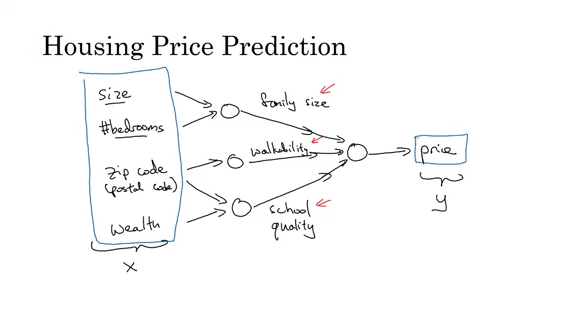 Housing Price Prediction
size
#bedrooms
zip code
(postal code)
wealth
x
family size
walkability
school
quality
price
y